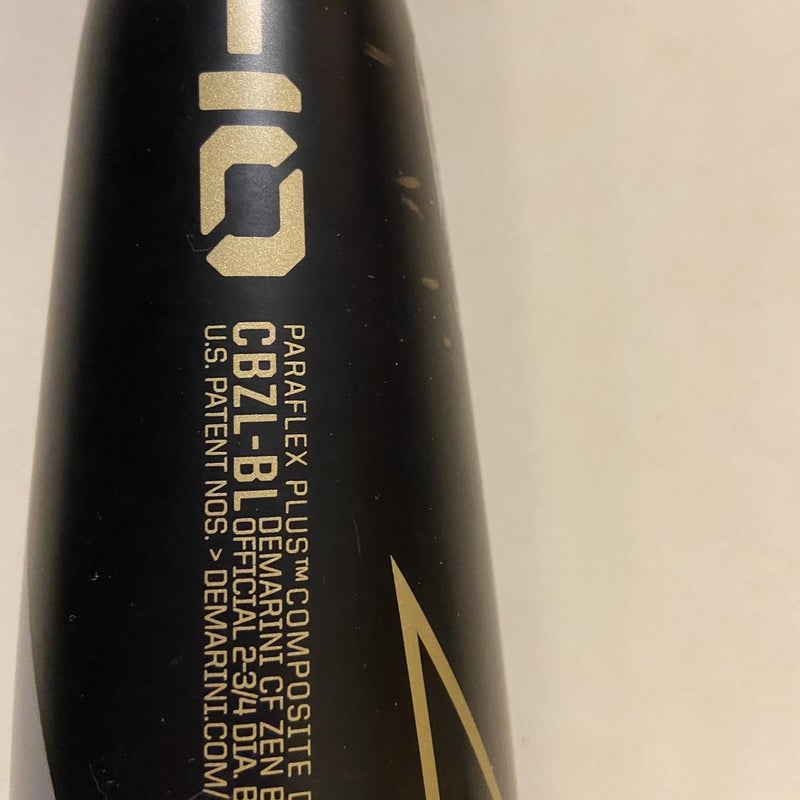 -10
PARAFLEX PLUS™ COMPOSITE
CBZL-BL DEMARINI CF ZEN
OFFICIAL 2-3/4 DIA.
U.S. PATENT NOS. > DEMARINI.COM/